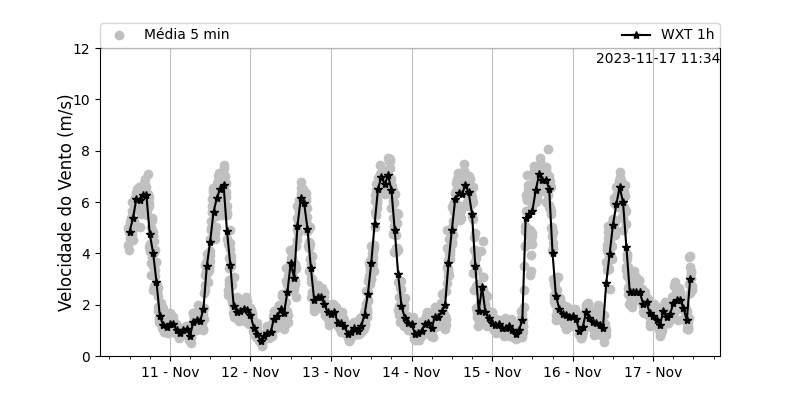 Média 5 min
WXT 1h
2023-11-17 11:34
Velocidade do Vento (m/s)
12
10
8
6
4
2
0
11 - Nov
12 - Nov
13 - Nov
14 - Nov
15 - Nov
16 - Nov
17 - Nov